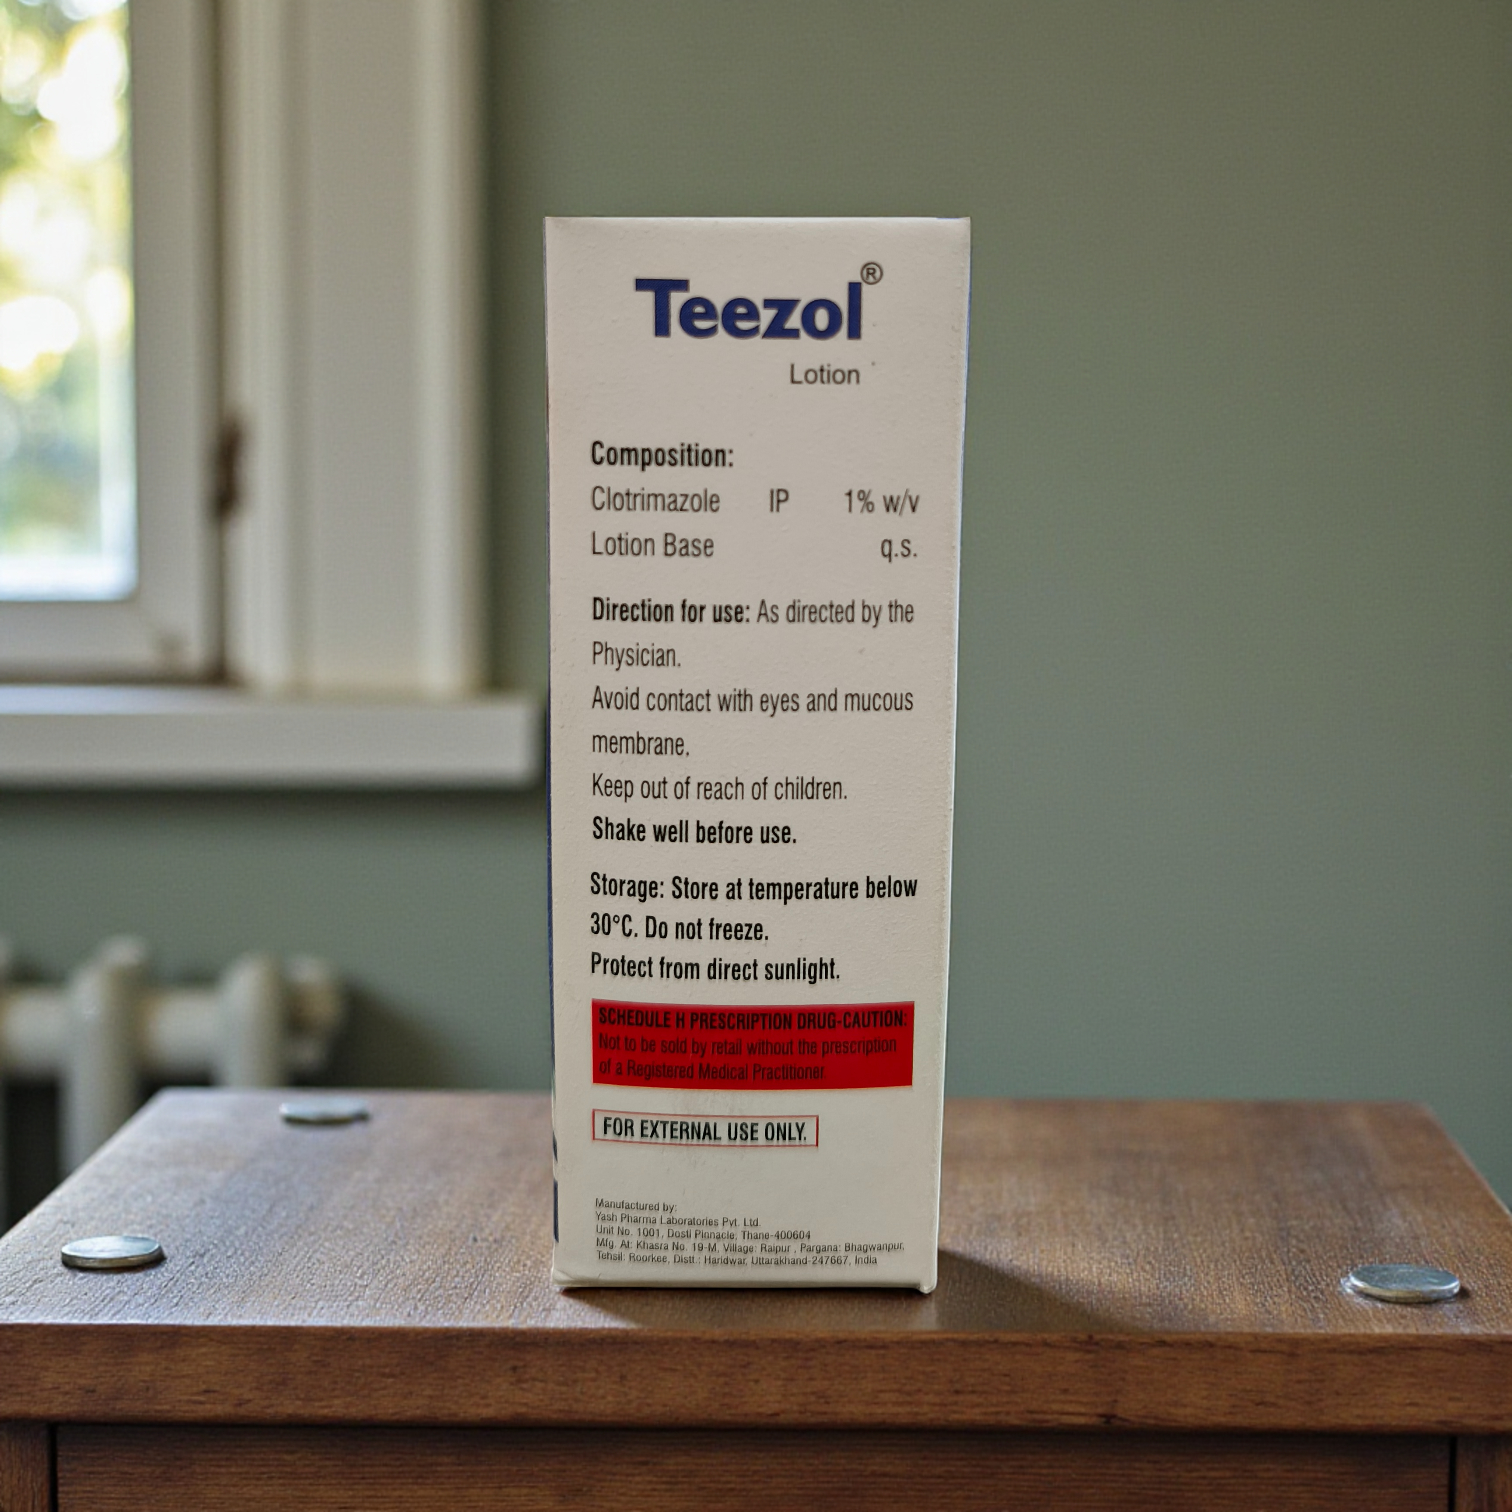 Teezol®
Lotion
Composition:
Clotrimazole IP 1% w/v
Lotion Base q.s.
Direction for use: As directed by the
Physician.
Avoid contact with eyes and mucous
membrane.
Keep out of reach of children.
Shake well before use.
Storage: Store at temperature below
30°C. Do not freeze.
Protect from direct sunlight.
SCHEDULE H PRESCRIPTION DRUG-CAUTION:
Not to be sold by retail without the prescription
of a Registered Medical Practitioner.
FOR EXTERNAL USE ONLY.
Manufactured by:
Yash Pharma Laboratories Pvt. Ltd.
Unit No. 1001, Dosti Pinnacle, Thane-400604
Mfg. At: Khasra No. 19-M, Village: Raipur , Pargana: Bhagwanpur,
Tehsil: Roorkee, Distt.: Haridwar, Uttarakhand-247667, India